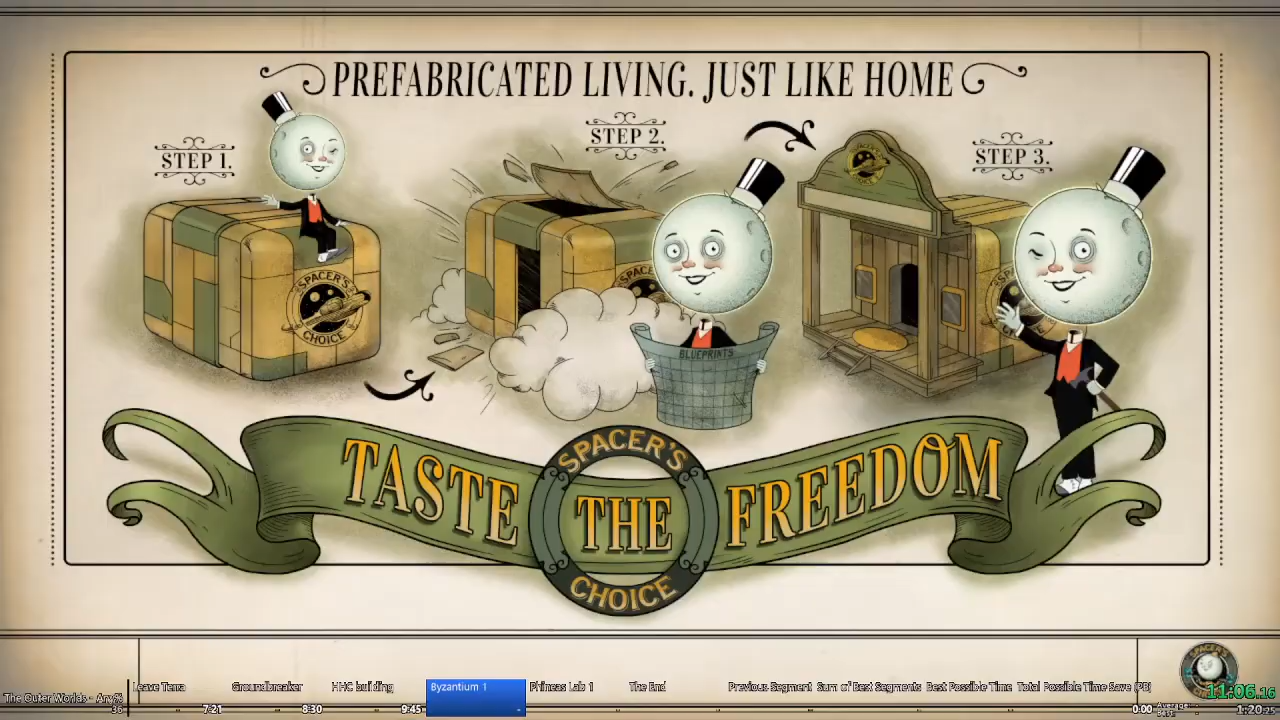 PREFABRICATED LIVING. JUST LIKE HOME
STEP 1.
STEP 2.
STEP 3.
SPACER'S
CHOICE
BLUEPRINTS
SPACER'S
TASTE THE FREEDOM
CHOICE
Leave Terra
Groundbreaker
HHC building
Byzantium 1
Phineas Lab 1
The End
Previous Segment
Sum of Best Segments
Best Possible Time
Total Possible Time Save (PB)
The Outer Worlds - Any%
36
-
7:21
-
8:30
-
9:45
-
-
-
-
-
-
0.00
Average:
11:06.16
1:20.25